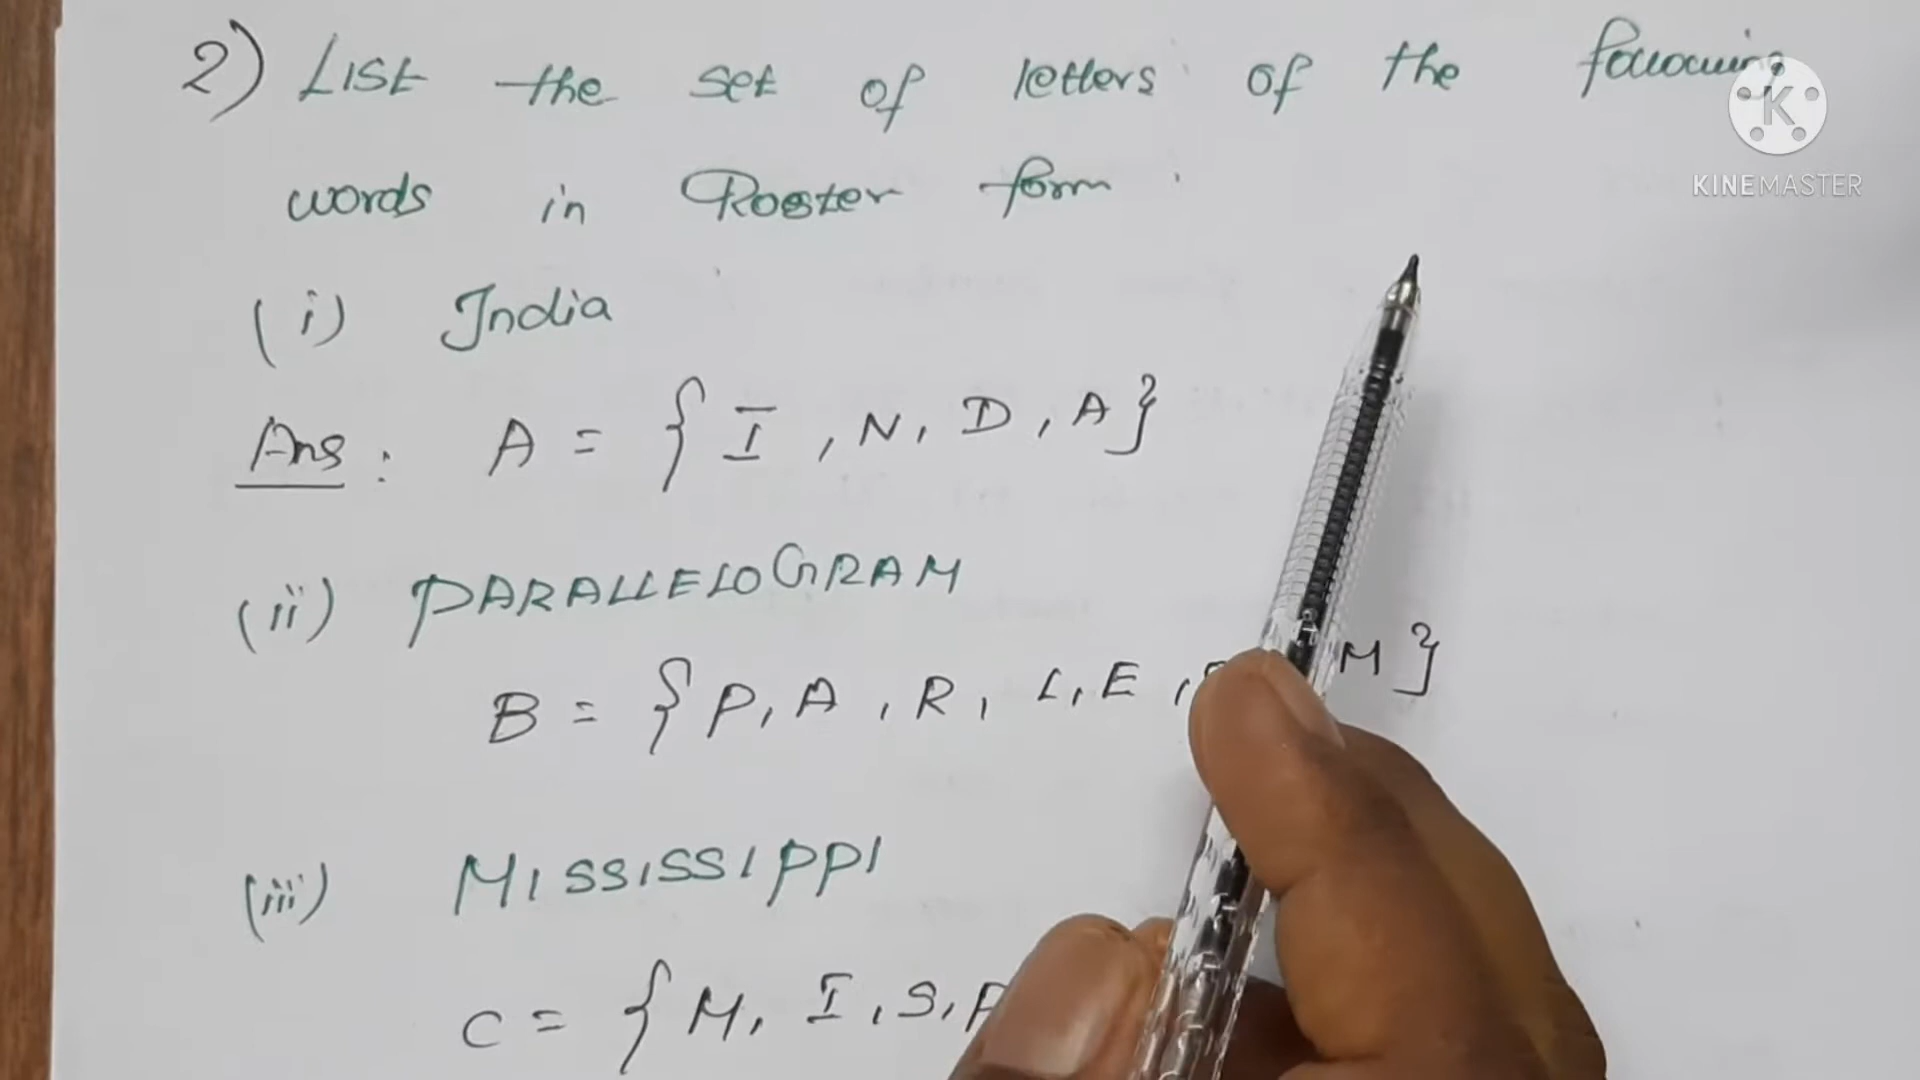 2) List the set of letters of the following
words in Roster form.
(i) India
Ans: A = { I, N, D, A }
(ii) PARALLELOGRAM
B = { P, A, R, L, E, M }
(iii) MISSISSIPPI
C = { M, I, S, P
K
KINEMASTER